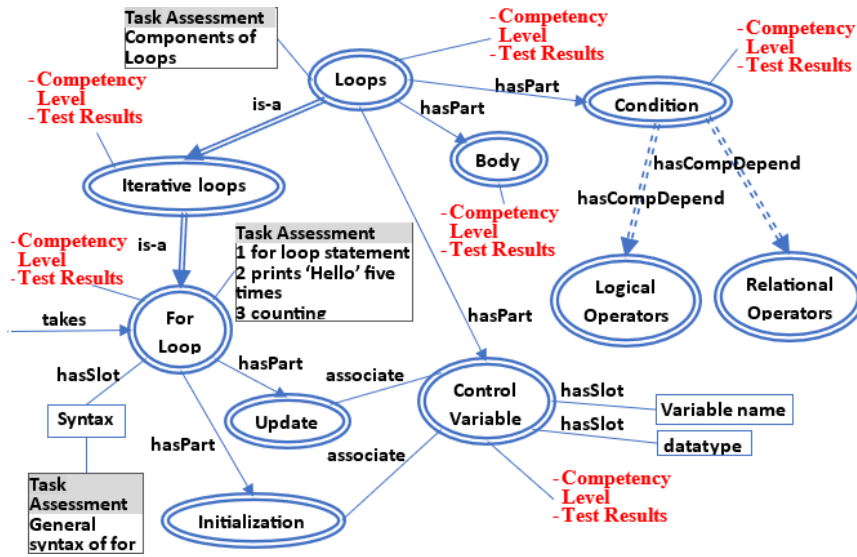 Task Assessment
Components of
Loops
- Competency
Level
- Test Results
- Competency
Level
- Test Results
Loops
hasPart
Condition
is-a
hasPart
- Competency
Level
- Test Results
Body
hasCompDepend
hasCompDepend
Iterative loops
- Competency
Level
- Test Results
Task Assessment
1 for loop statement
2 prints ‘Hello’ five
times
3 counting
- Competency
Level
- Test Results
is-a
Logical
Operators
Relational
Operators
takes
For
Loop
hasPart
hasSlot
hasPart
associate
Control
Variable
hasSlot
Variable name
Syntax
Update
hasSlot
datatype
hasPart
associate
Task
Assessment
General
syntax of for
Initialization
- Competency
Level
- Test Results